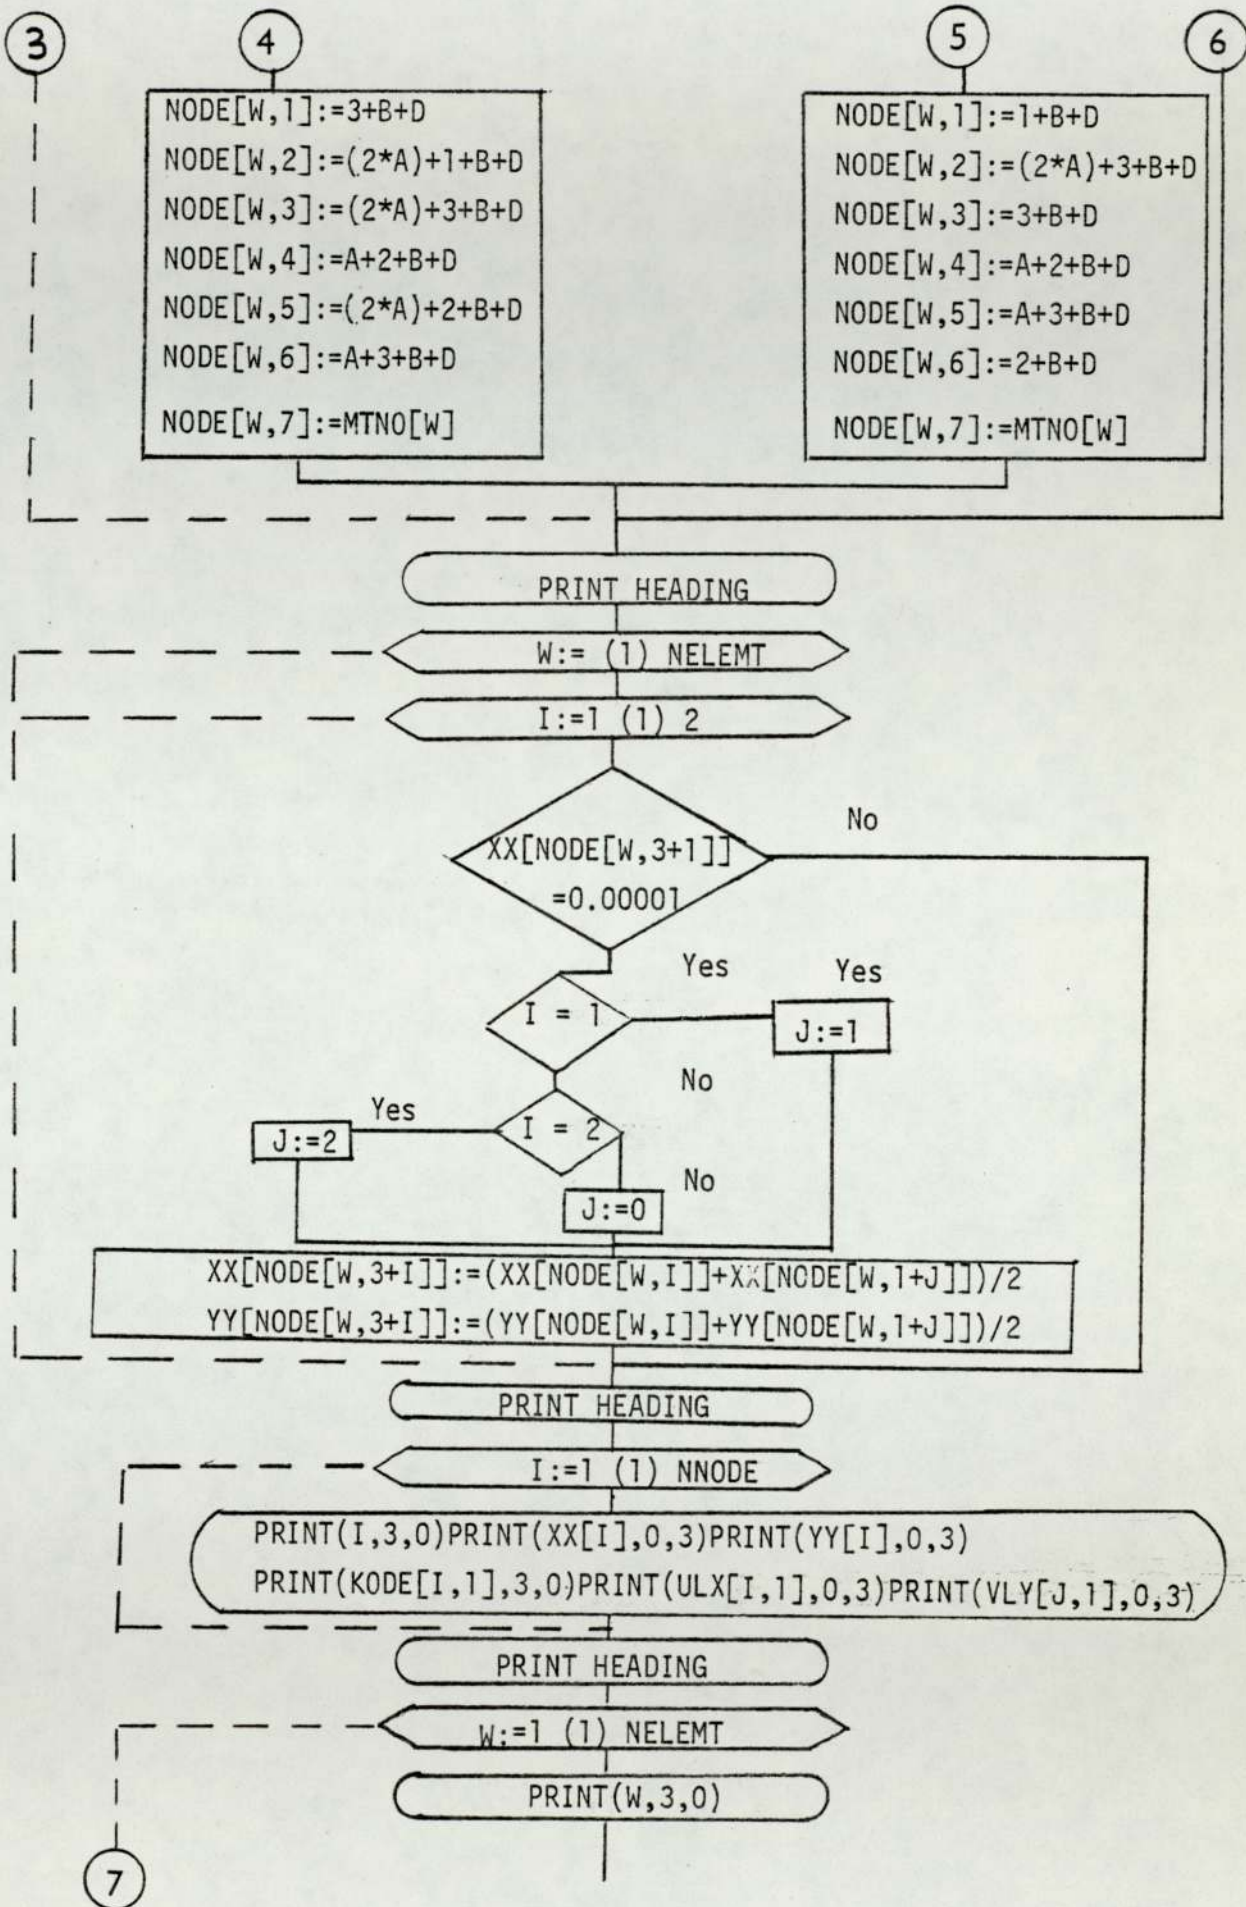 3
4
5
6
NODE[W,1]:=3+B+D
NODE[W,2]:=(2*A)+1+B+D
NODE[W,3]:=(2*A)+3+B+D
NODE[W,4]:=A+2+B+D
NODE[W,5]:=(2*A)+2+B+D
NODE[W,6]:=A+3+B+D
NODE[W,7]:=MTNO[W]
NODE[W,1]:=1+B+D
NODE[W,2]:=(2*A)+3+B+D
NODE[W,3]:=3+B+D
NODE[W,4]:=A+2+B+D
NODE[W,5]:=A+3+B+D
NODE[W,6]:=2+B+D
NODE[W,7]:=MTNO[W]
PRINT HEADING
W:= (1) NELEMT
I:=1 (1) 2
XX[NODE[W,3+1]]
=0.00001
No
Yes
Yes
I = 1
J:=1
No
Yes
I = 2
J:=2
No
J:=0
XX[NODE[W,3+I]]:=(XX[NODE[W,I]]+XX[NODE[W,1+J]])/2
YY[NODE[W,3+I]]:=(YY[NODE[W,I]]+YY[NODE[W,1+J]])/2
PRINT HEADING
I:=1 (1) NNODE
PRINT(I,3,0)PRINT(XX[I],0,3)PRINT(YY[I],0,3)
PRINT(KODE[I,1],3,0)PRINT(ULX[I,1],0,3)PRINT(VLY[J,1],0,3)
PRINT HEADING
W:=1 (1) NELEMT
PRINT(W,3,0)
7